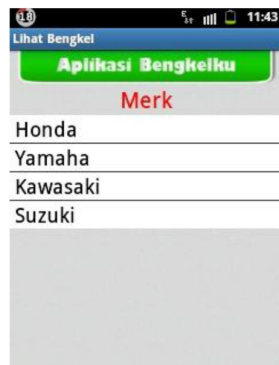 18 11:43
Lihat Bengkel
Aplikasi Bengkelku
Merk
Honda
Yamaha
Kawasaki
Suzuki